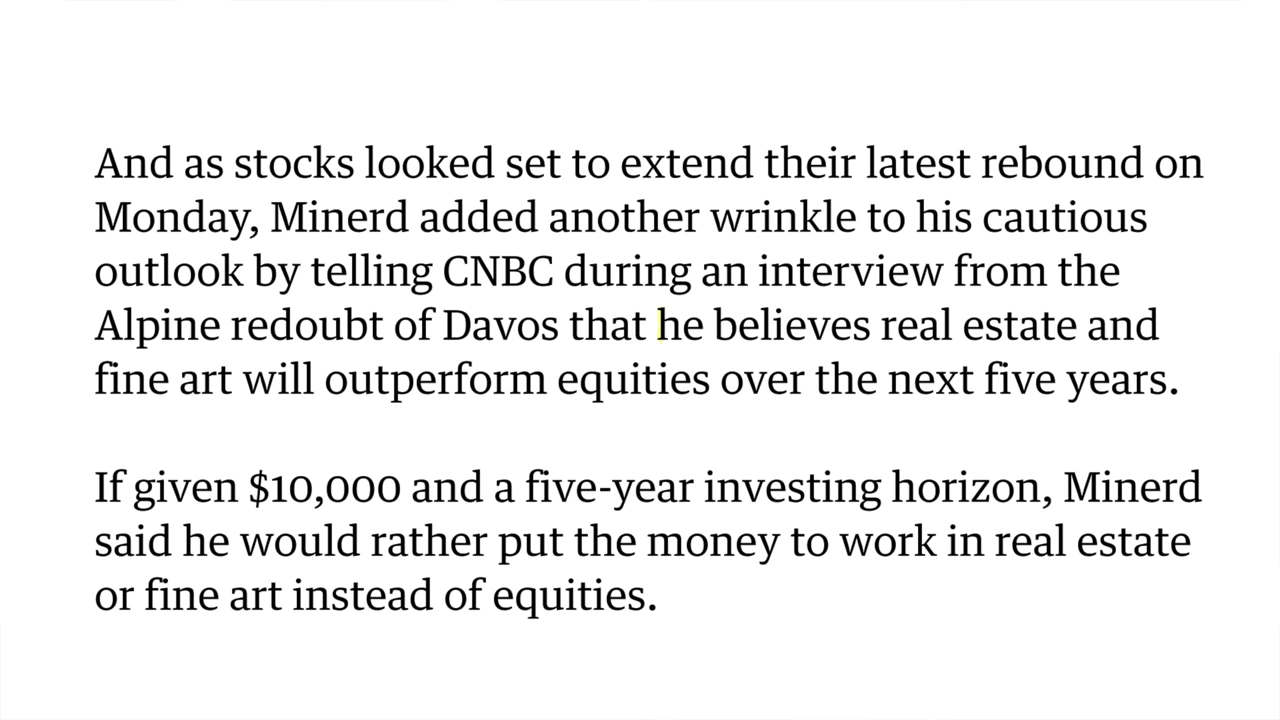 And as stocks looked set to extend their latest rebound on
Monday, Minerd added another wrinkle to his cautious
outlook by telling CNBC during an interview from the
Alpine redoubt of Davos that he believes real estate and
fine art will outperform equities over the next five years.
If given $10,000 and a five-year investing horizon, Minerd
said he would rather put the money to work in real estate
or fine art instead of equities.